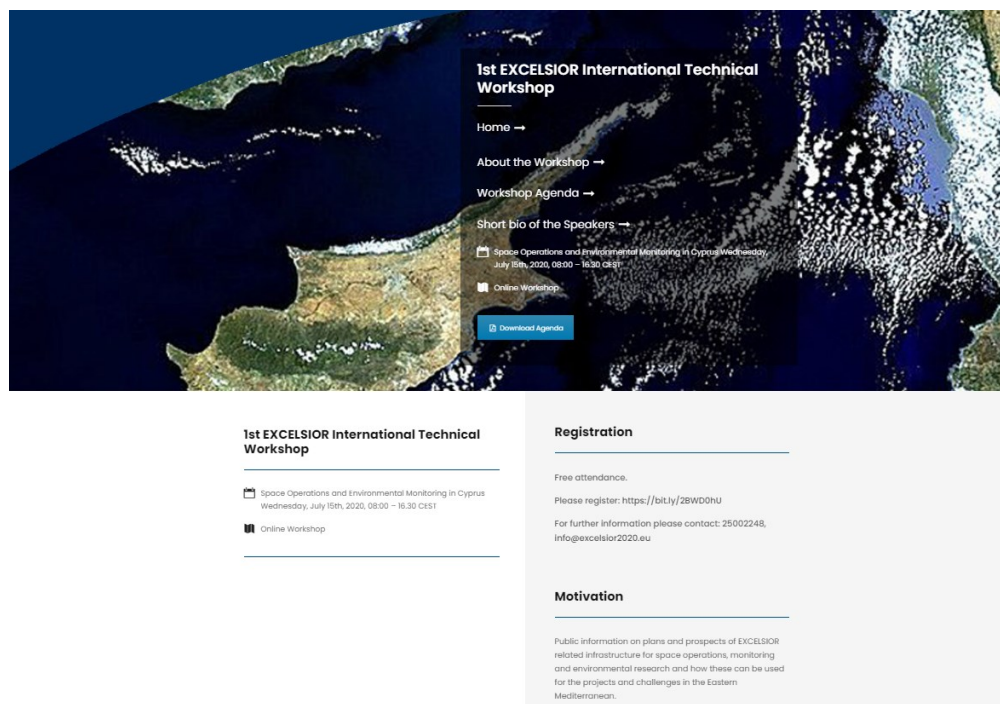 1st EXCELSIOR International Technical
Workshop
Home →
About the Workshop →
Workshop Agenda →
Short bio of the Speakers →
Space Operations and Environmental Monitoring in Cyprus Wednesday,
July 15th, 2020, 08:00 – 16.30 CEST
Online Workshop
Download Agenda
1st EXCELSIOR International Technical
Workshop
Space Operations and Environmental Monitoring in Cyprus
Wednesday, July 15th, 2020, 08:00 – 16.30 CEST
Online Workshop
Registration
Free attendance.
Please register: https://bit.ly/2BWD0hU
For further information please contact: 25002248,
info@excelsior2020.eu
Motivation
Public information on plans and prospects of EXCELSIOR
related infrastructure for space operations, monitoring
and environmental research and how these can be used
for the projects and challenges in the Eastern
Mediterranean.